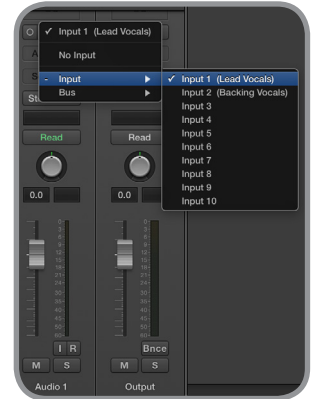 ✓ Input 1 (Lead Vocals)
No Input
- Input ▶
Bus ▶
✓ Input 1 (Lead Vocals)
Input 2 (Backing Vocals)
Input 3
Input 4
Input 5
Input 6
Input 7
Input 8
Input 9
Input 10
Read Read
0.0 0.0
I R Bnce
M S M S
Audio 1 Output